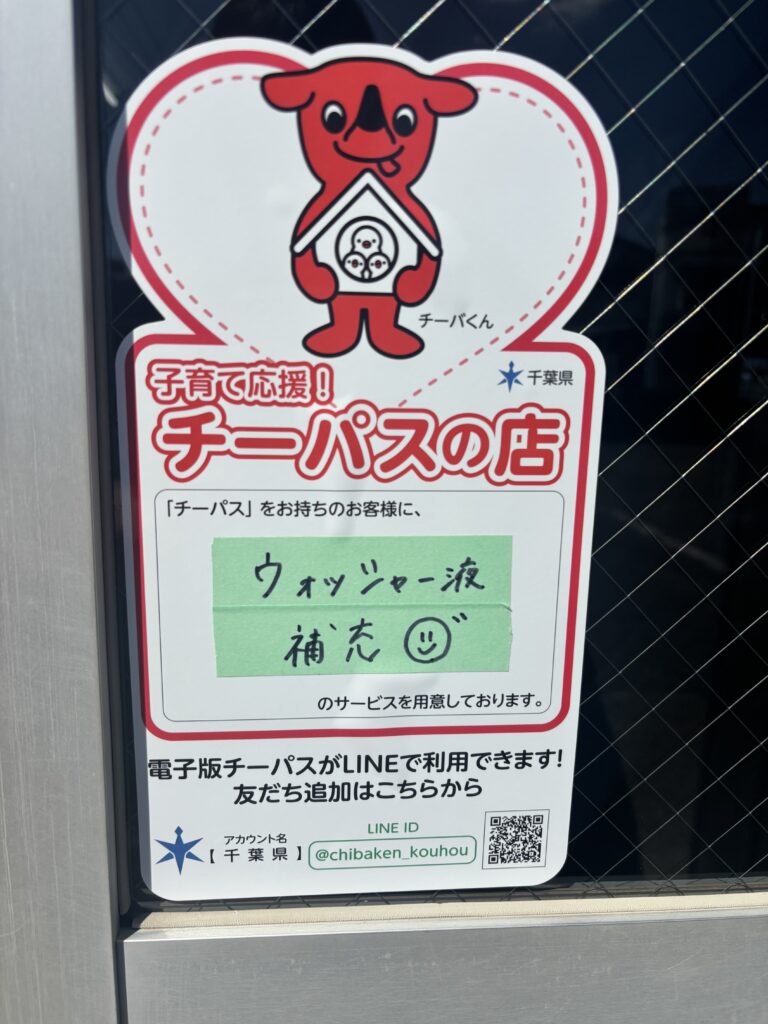 チーバくん
千葉県
子育て応援!
チーパスの店
「チーパス」をお持ちのお客様に、
ウォッシャー液
補充
のサービスを用意しております。
電子版チーパスがLINEで利用できます!
友だち追加はこちらから
アカウント名
【千葉県】
LINE ID
@chibaken_kouhou